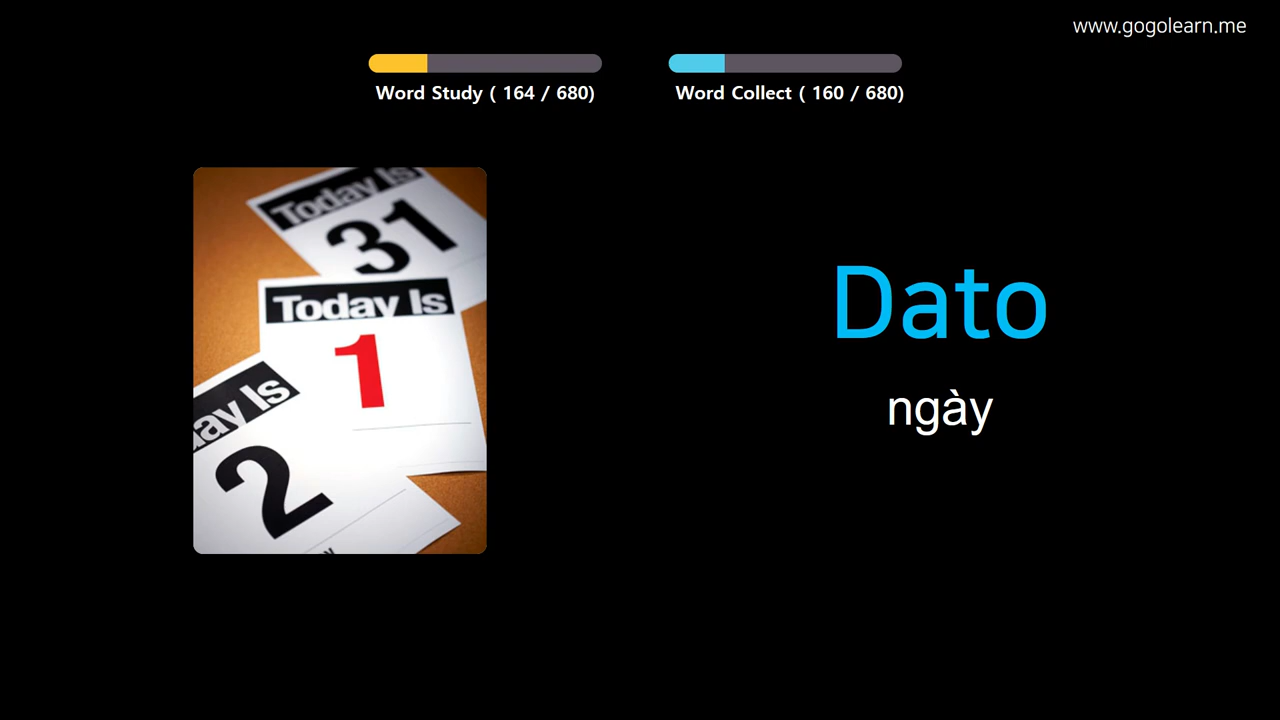 www.gogolearn.me
Word Study ( 164 / 680)
Word Collect ( 160 / 680)
Today Is
31
Today Is
1
ay Is
2
Dato
ngày